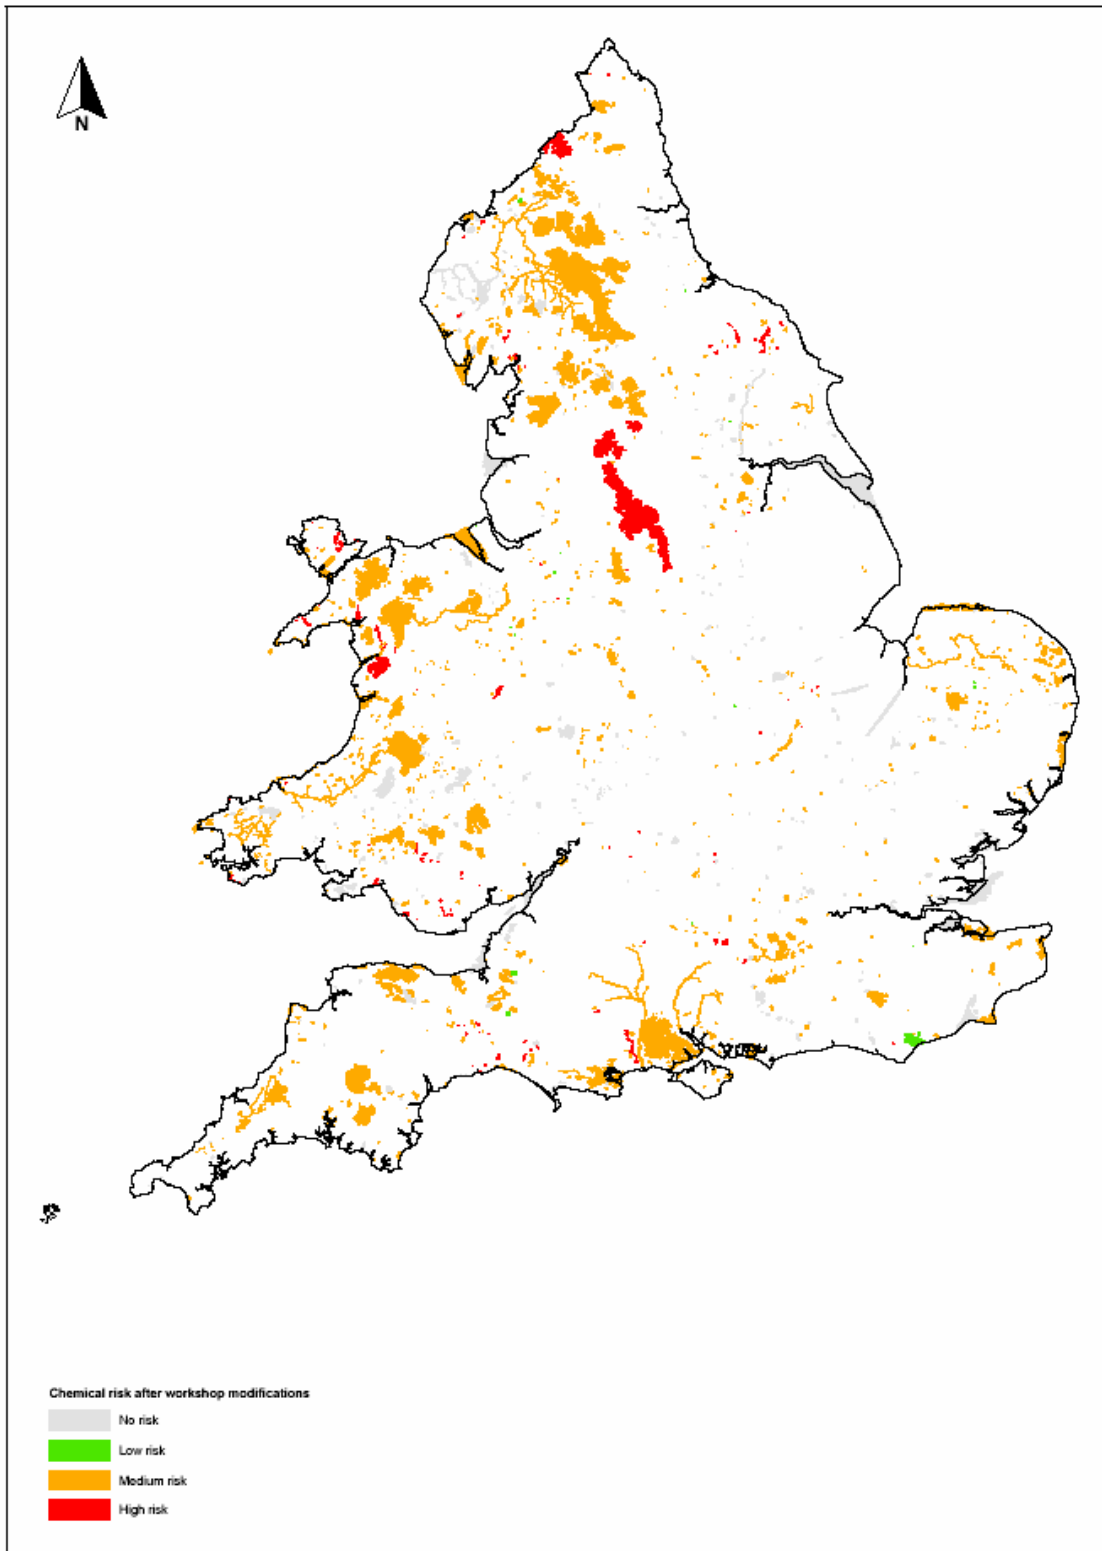 N
Chemical risk after workshop modifications
No risk
Low risk
Medium risk
High risk